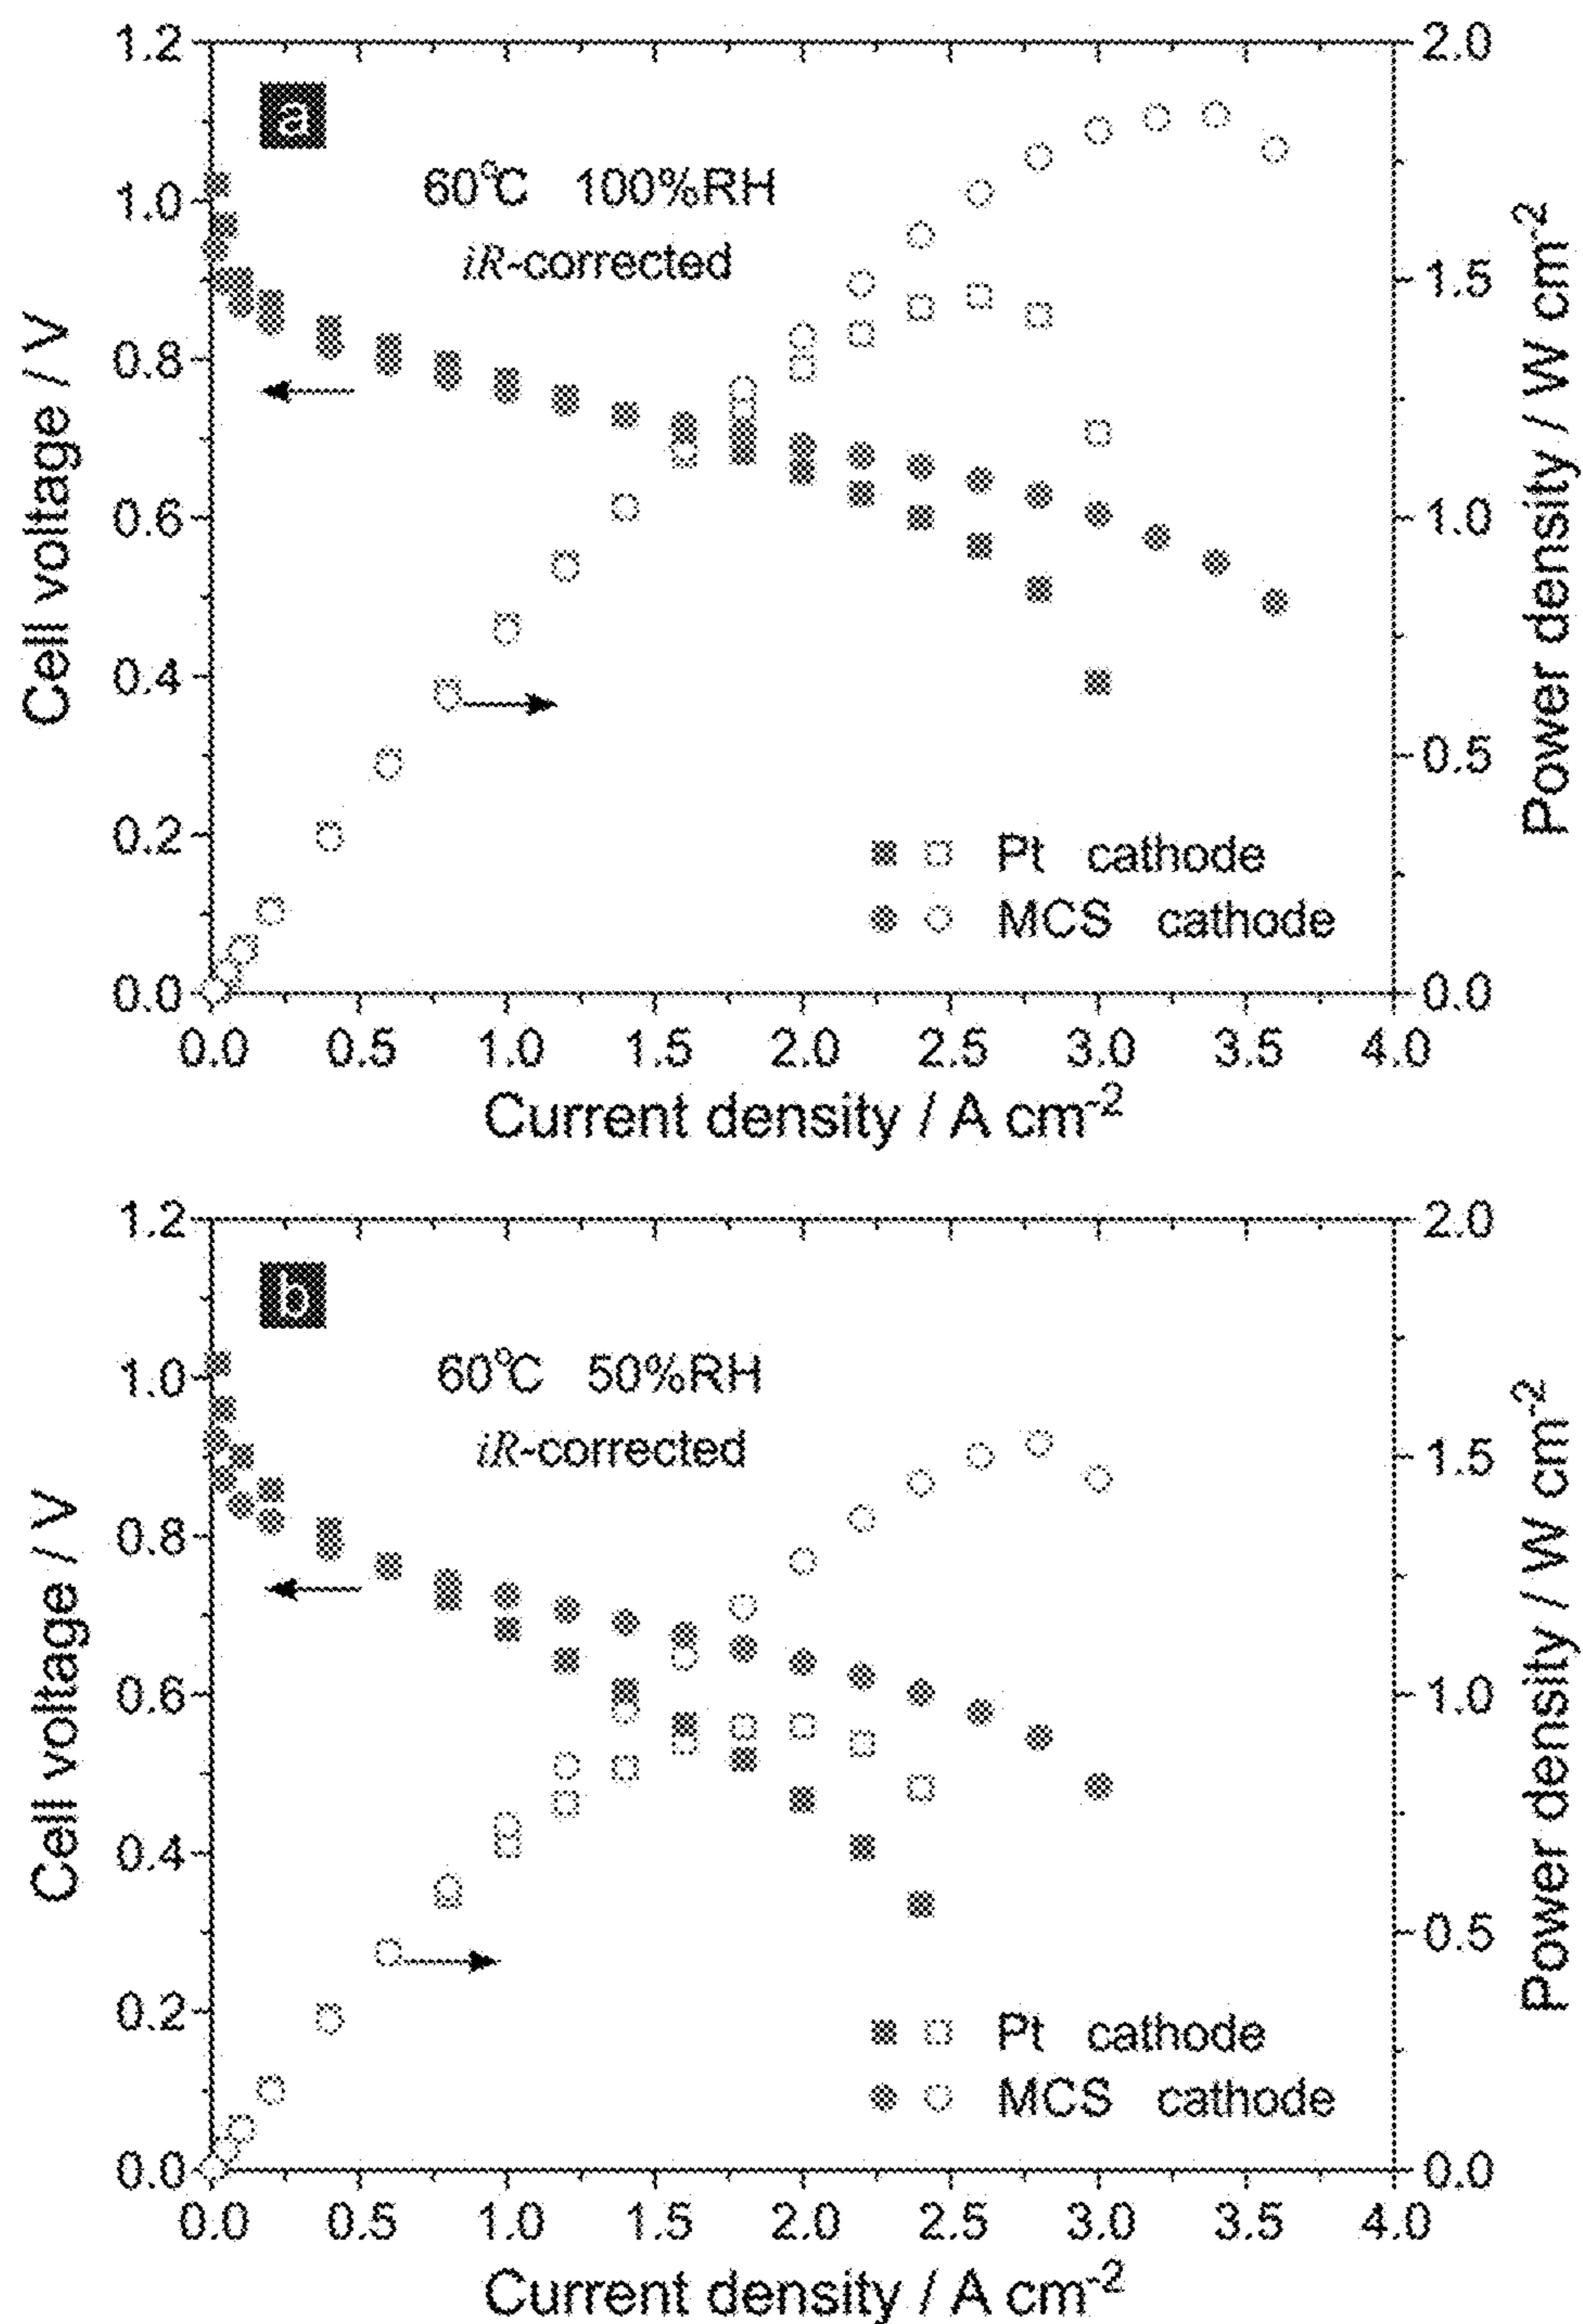 1.2
1.0
0.8
0.6
0.4
0.2
0.0
Cell voltage / V
a
60°C 100%RH
iR-corrected
Pt cathode
MCS cathode
2.0
1.5
1.0
0.5
0.0
Power density / W cm-2
0.0 0.5 1.0 1.5 2.0 2.5 3.0 3.5 4.0
Current density / A cm-2
1.2
1.0
0.8
0.6
0.4
0.2
0.0
Cell voltage / V
b
60°C 50%RH
iR-corrected
Pt cathode
MCS cathode
2.0
1.5
1.0
0.5
0.0
Power density / W cm-2
0.0 0.5 1.0 1.5 2.0 2.5 3.0 3.5 4.0
Current density / A cm-2